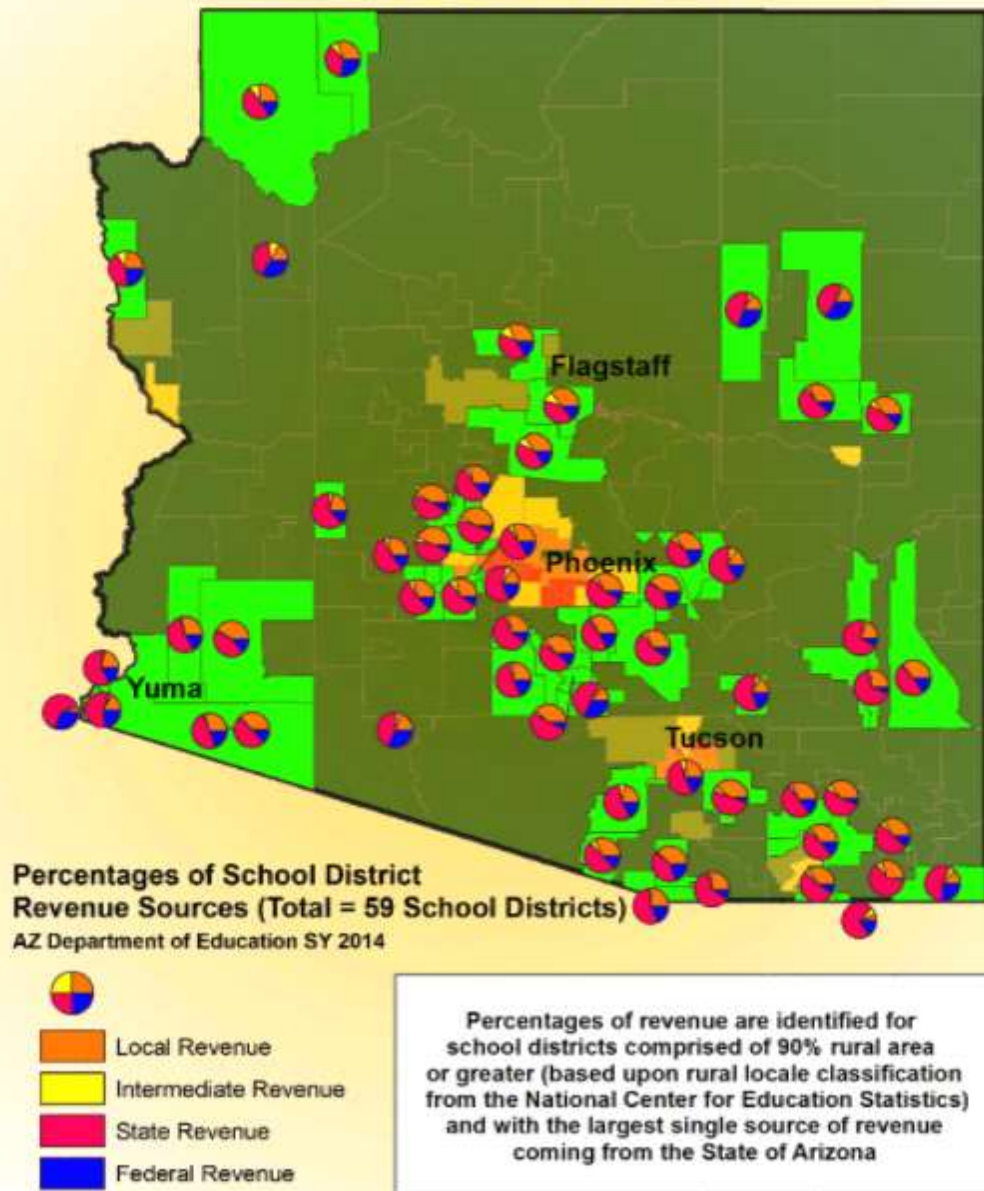 Flagstaff
Phoenix
Yuma
Tucson
Percentages of School District
Revenue Sources (Total = 59 School Districts)
AZ Department of Education SY 2014
Local Revenue
Intermediate Revenue
State Revenue
Federal Revenue
Percentages of revenue are identified for
school districts comprised of 90% rural area
or greater (based upon rural locale classification
from the National Center for Education Statistics)
and with the largest single source of revenue
coming from the State of Arizona